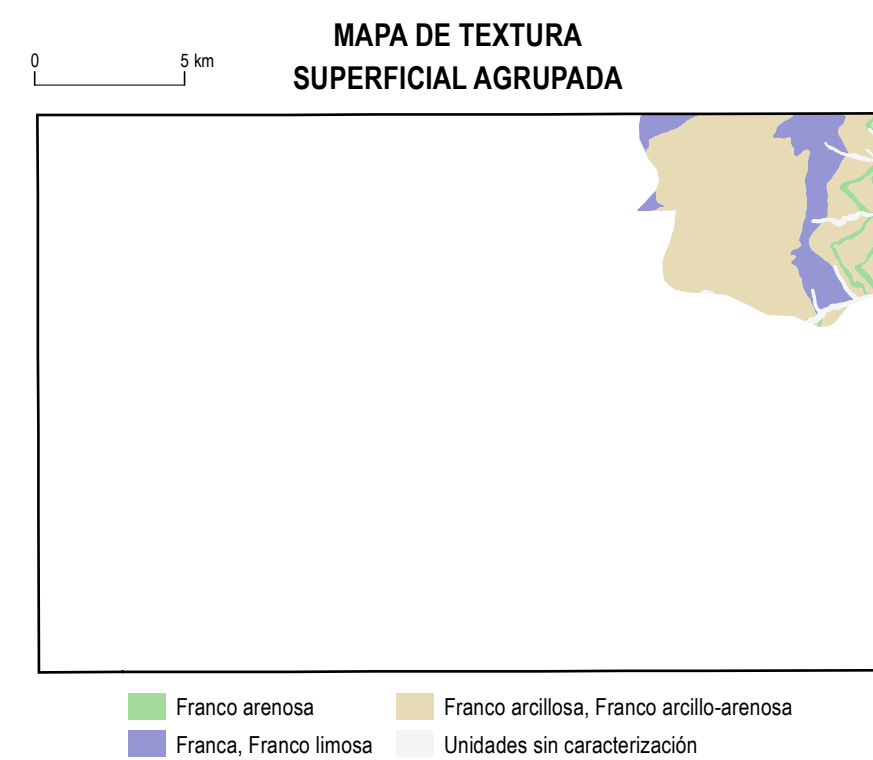 MAPA DE TEXTURA
SUPERFICIAL AGRUPADA
0 5 km
Franco arenosa
Franco arcillosa, Franco arcillo-arenosa
Franca, Franco limosa
Unidades sin caracterización